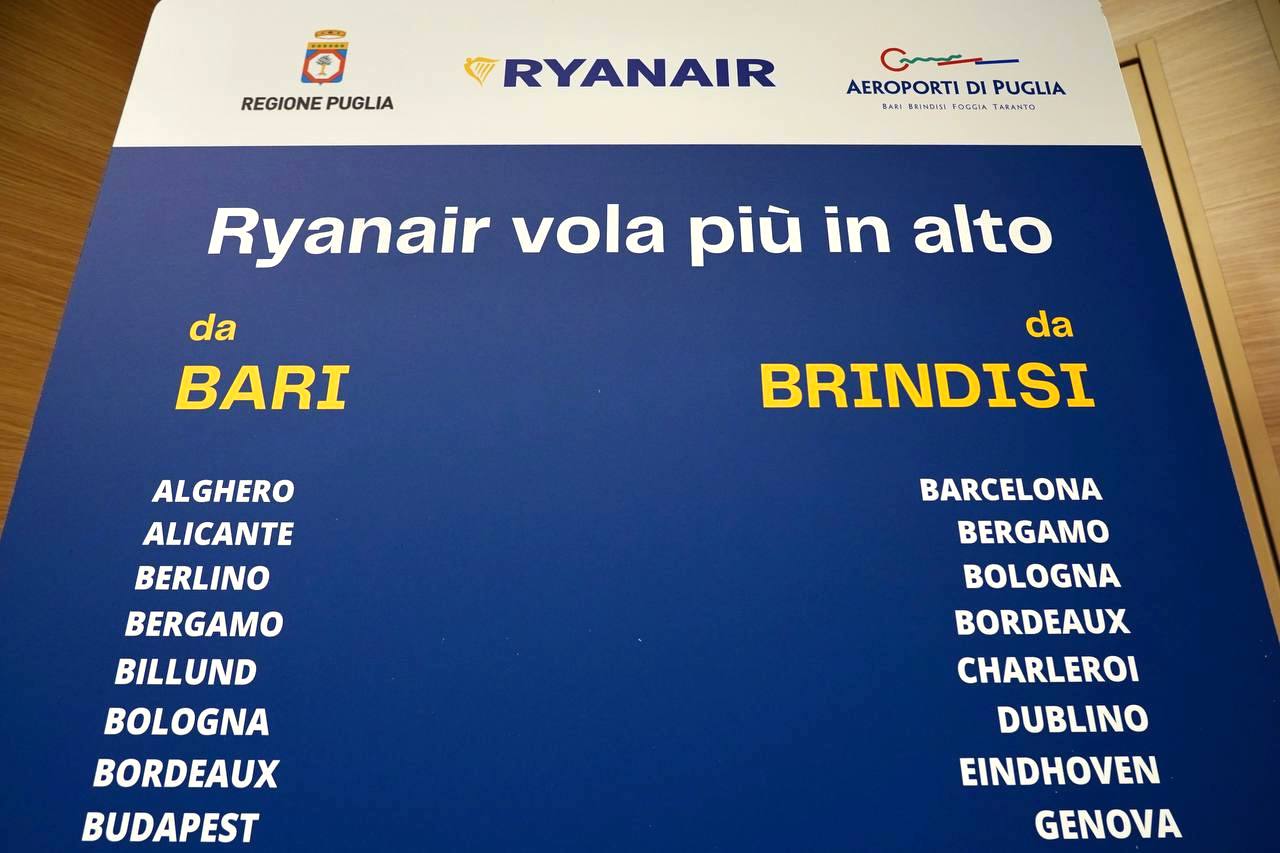 REGIONE PUGLIA
RYANAIR
AEROPORTI DI PUGLIA
BARI BRINDISI FOGGIA TARANTO
Ryanair vola più in alto
da
BARI
ALGHERO
ALICANTE
BERLINO
BERGAMO
BILLUND
BOLOGNA
BORDEAUX
BUDAPEST
da
BRINDISI
BARCELONA
BERGAMO
BOLOGNA
BORDEAUX
CHARLEROI
DUBLINO
EINDHOVEN
GENOVA